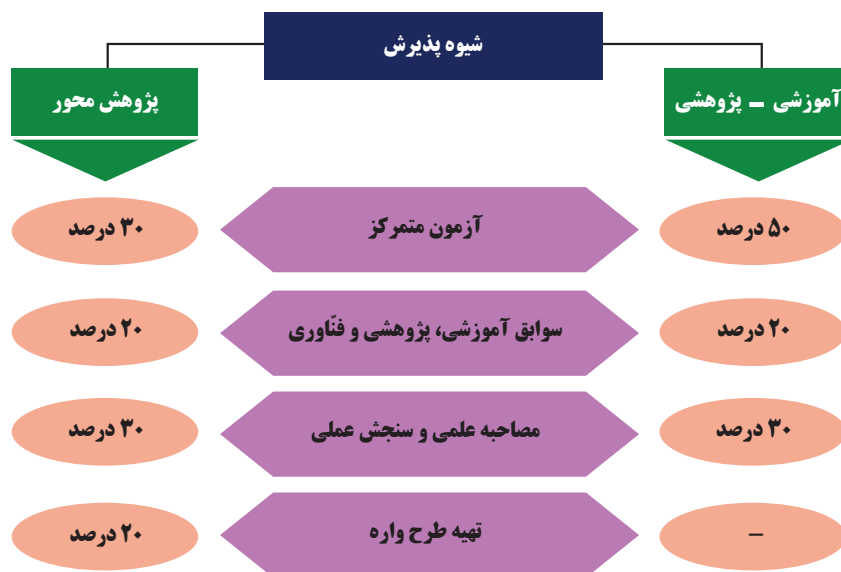 شیوه پذیرش
آموزشی – پژوهشی
پژوهش محور
۵۰ درصد
آزمون متمرکز
۳۰ درصد
۲۰ درصد
سوابق آموزشی، پژوهشی و فنّاوری
۲۰ درصد
۳۰ درصد
مصاحبه علمی و سنجش عملی
۳۰ درصد
–
تهیه طرح واره
۲۰ درصد